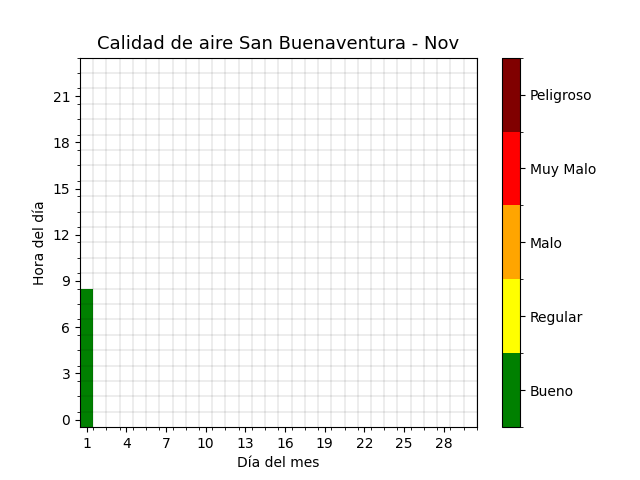 Calidad de aire San Buenaventura - Nov
Hora del día
21
18
15
12
9
6
3
0
1 4 7 10 13 16 19 22 25 28
Día del mes
Peligroso
Muy Malo
Malo
Regular
Bueno